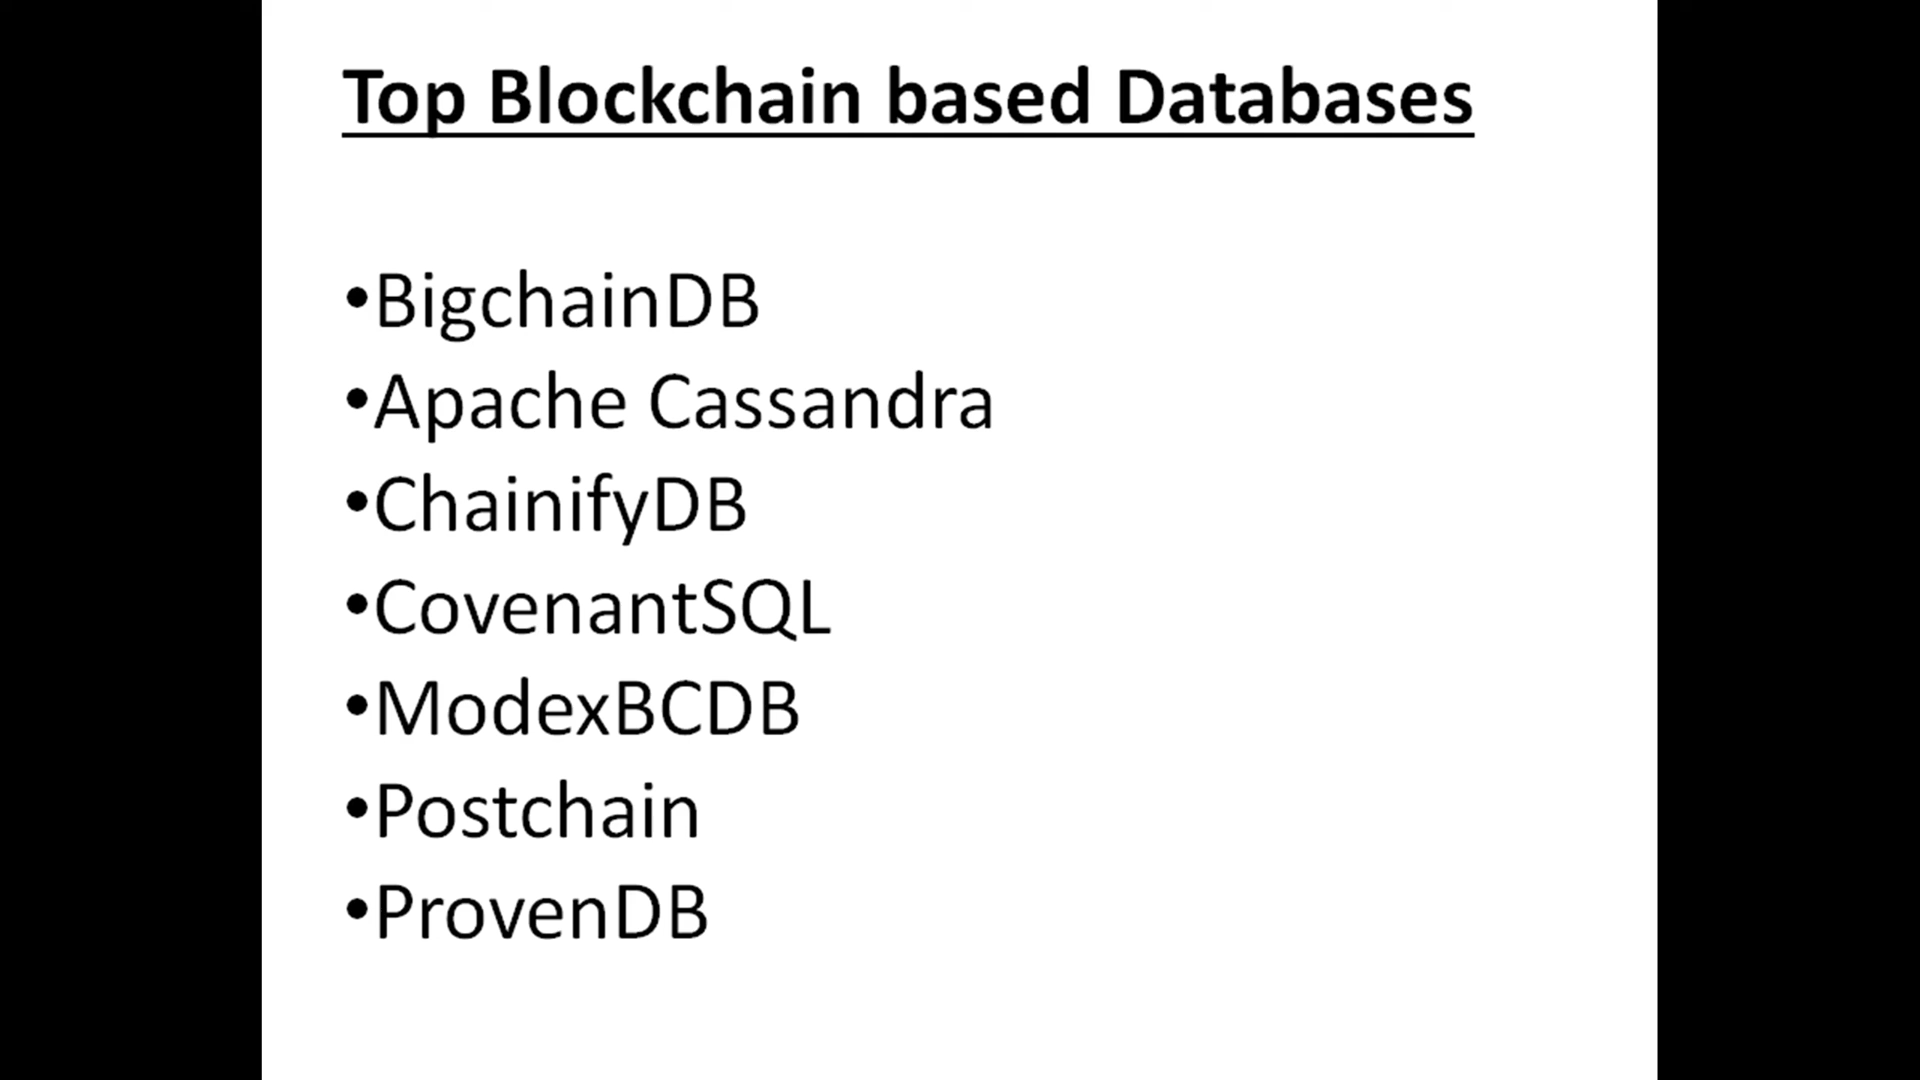 Top Blockchain based Databases
•BigchainDB
•Apache Cassandra
•ChainifyDB
•CovenantSQL
•ModexBCDB
•Postchain
•ProvenDB